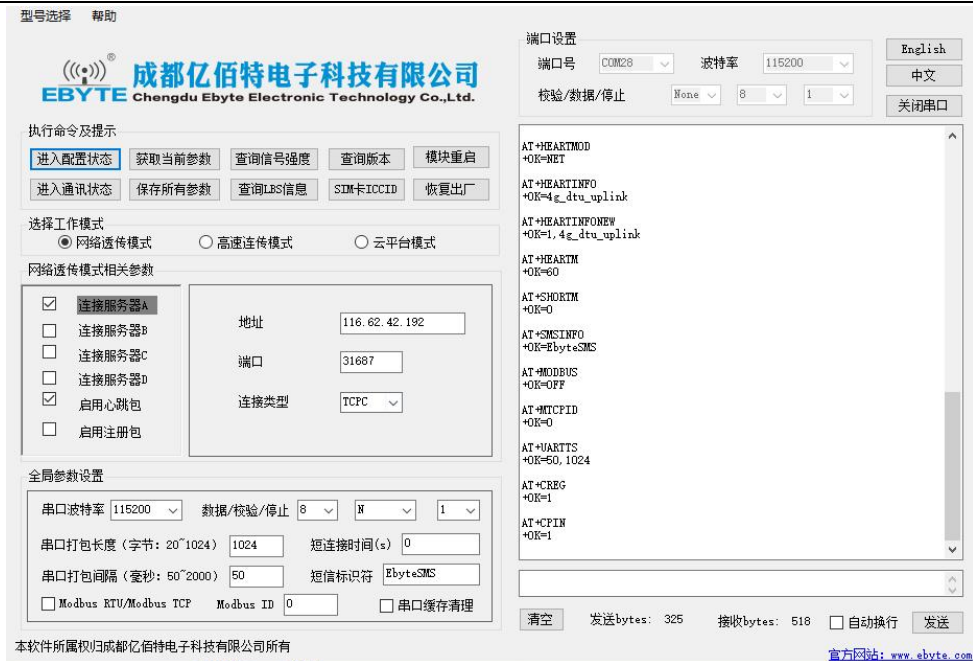 型号选择 帮助
EBYTE ®
成都亿佰特电子科技有限公司
Chengdu Ebyte Electronic Technology Co.,Ltd.
执行命令及提示
进入配置状态 获取当前参数 查询信号强度 查询版本 模块重启
进入通讯状态 保存所有参数 查询LBS信息 SIM卡ICCID 恢复出厂
选择工作模式
网络透传模式 高速连传模式 云平台模式
网络透传模式相关参数
连接服务器A
连接服务器B
连接服务器C
连接服务器D
启用心跳包
启用注册包
地址 116.62.42.192
端口 31687
连接类型 TCPC
全局参数设置
串口波特率 115200 数据/校验/停止 8 N 1
串口打包长度(字节:20~1024) 1024 短连接时间(s) 0
串口打包间隔(毫秒:50~2000) 50 短信标识符 EbyteSMS
Modbus RTU/Modbus TCP Modbus ID 0 串口缓存清理
本软件所属权归成都亿佰特电子科技有限公司所有
端口设置
端口号 COM28 波特率 115200
校验/数据/停止 None 8 1
English
中文
关闭串口
AT+HEARTMOD
+OK=NET
AT+HEARTINFO
+OK=4g_dtu_uplink
AT+HEARTINFONEW
+OK=1,4g_dtu_uplink
AT+HEARTM
+OK=60
AT+SHORTM
+OK=0
AT+SMSINFO
+OK=EbyteSMS
AT+MODBUS
+OK=OFF
AT+MTCPID
+OK=0
AT+UARTTS
+OK=50,1024
AT+CREG
+OK=1
AT+CPIN
+OK=1
清空 发送bytes: 325 接收bytes: 518 自动换行 发送
官方网站: www.ebyte.com